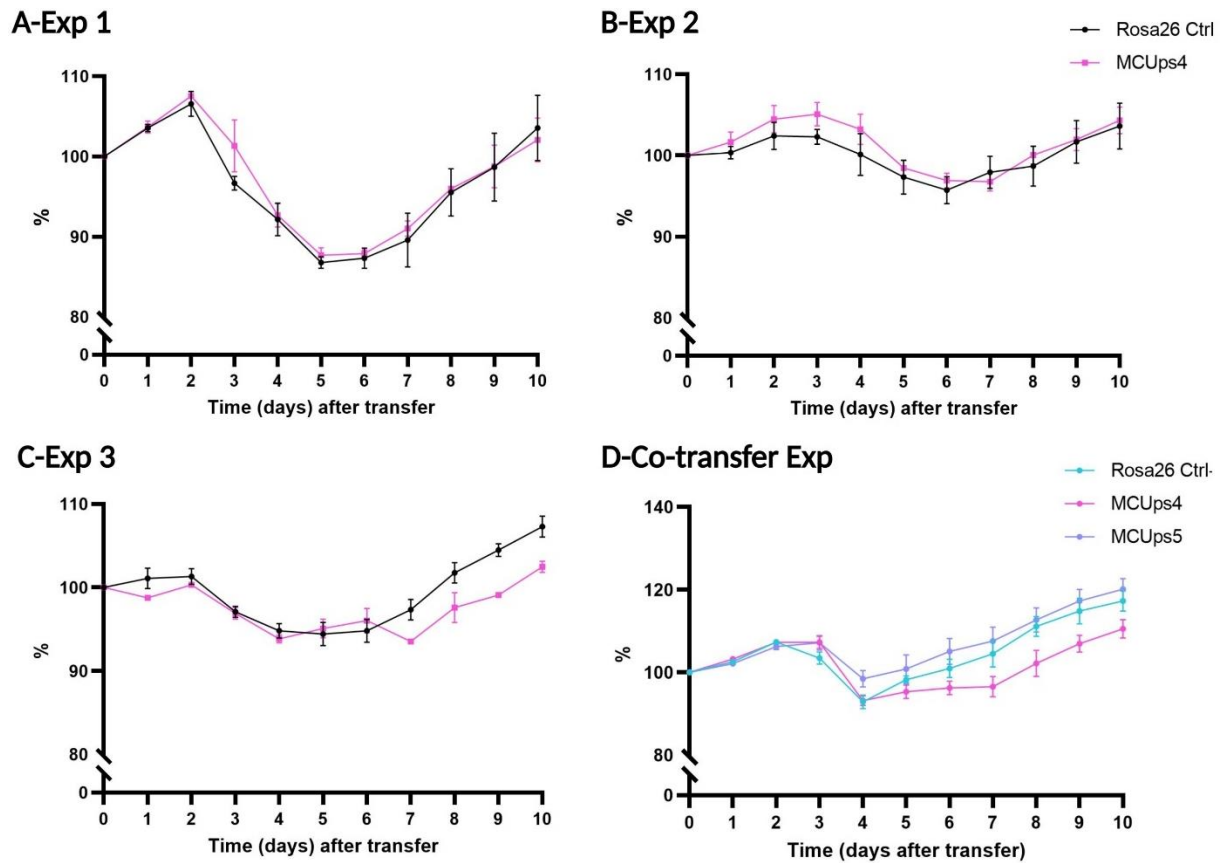 A-Exp 1
110
100
90
80
0
%
0 1 2 3 4 5 6 7 8 9 10
Time (days) after transfer
B-Exp 2
Rosa26 Ctrl
MCUps4
110
100
90
80
0
%
0 1 2 3 4 5 6 7 8 9 10
Time (days) after transfer
C-Exp 3
110
100
90
80
0
%
0 1 2 3 4 5 6 7 8 9 10
Time (days) after transfer
D-Co-transfer Exp
Rosa26 Ctrl-
MCUps4
MCUps5
140
120
100
80
0
%
0 1 2 3 4 5 6 7 8 9 10
Time (days after transfer)